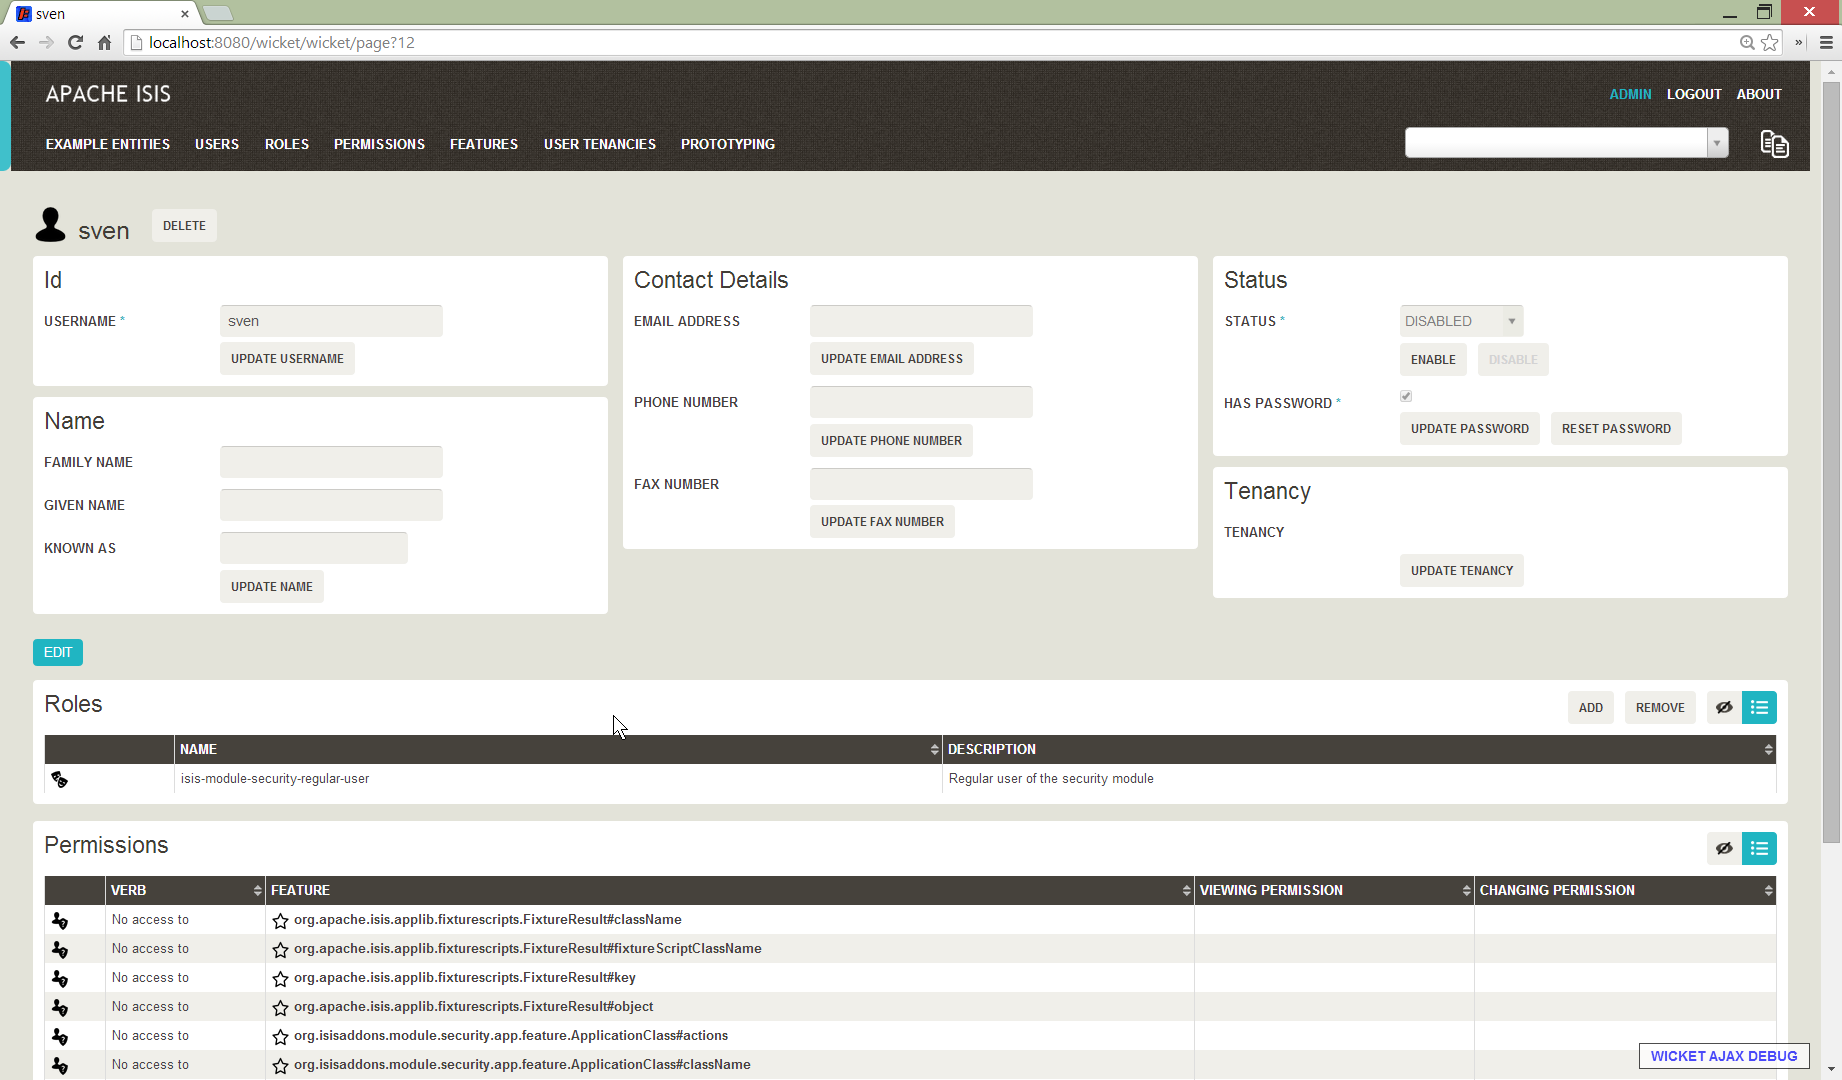 sven
localhost:8080/wicket/wicket/page?12
APACHE ISIS
ADMIN LOGOUT ABOUT
EXAMPLE ENTITIES USERS ROLES PERMISSIONS FEATURES USER TENANCIES PROTOTYPING
sven DELETE
Id
USERNAME * sven
UPDATE USERNAME
Name
FAMILY NAME
GIVEN NAME
KNOWN AS
UPDATE NAME
Contact Details
EMAIL ADDRESS
UPDATE EMAIL ADDRESS
PHONE NUMBER
UPDATE PHONE NUMBER
FAX NUMBER
UPDATE FAX NUMBER
Status
STATUS * DISABLED
ENABLE DISABLE
HAS PASSWORD *
UPDATE PASSWORD RESET PASSWORD
Tenancy
TENANCY
UPDATE TENANCY
EDIT
Roles ADD REMOVE
NAME DESCRIPTION
isis-module-security-regular-user Regular user of the security module
Permissions
VERB FEATURE VIEWING PERMISSION CHANGING PERMISSION
No access to org.apache.isis.applib.fixturescripts.FixtureResult#className
No access to org.apache.isis.applib.fixturescripts.FixtureResult#fixtureScriptClassName
No access to org.apache.isis.applib.fixturescripts.FixtureResult#key
No access to org.apache.isis.applib.fixturescripts.FixtureResult#object
No access to org.isisaddons.module.security.app.feature.ApplicationClass#actions
No access to org.isisaddons.module.security.app.feature.ApplicationClass#className
WICKET AJAX DEBUG